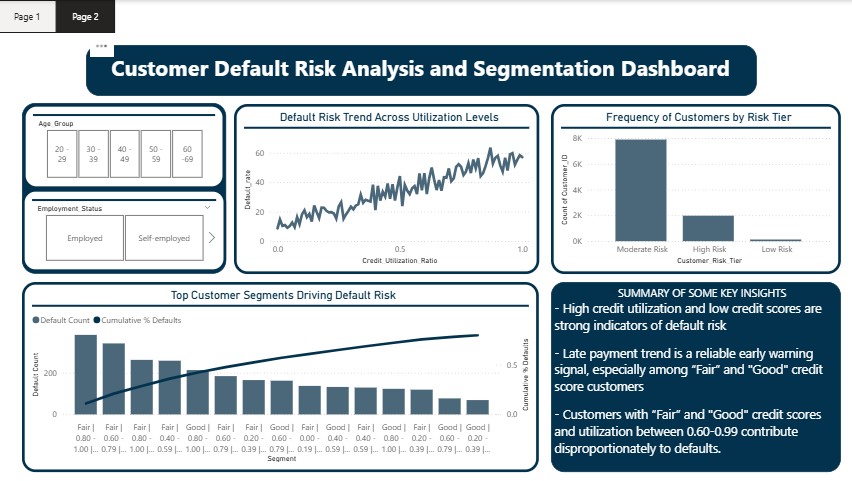 Page 1
Page 2
Customer Default Risk Analysis and Segmentation Dashboard
Age_Group
20 -
29
30 -
39
40 -
49
50 -
59
60
-69
Employment_Status
Employed
Self-employed
Default Risk Trend Across Utilization Levels
Default_rate
60
40
20
0
0.0
0.5
1.0
Credit_Utilization_Ratio
Frequency of Customers by Risk Tier
Count of Customer_ID
8K
6K
4K
2K
0K
Moderate Risk
High Risk
Low Risk
Customer_Risk_Tier
Top Customer Segments Driving Default Risk
Default Count
Cumulative % Defaults
Default Count
200
0
0.5
0.0
Cumulative % Defaults
Fair |
0.80 -
1.00 |...
Fair |
0.60 -
0.79 |...
Fair |
0.80 -
1.00 |...
Fair |
0.40 -
0.59 |...
Good |
0.80 -
1.00 |...
Fair |
0.60 -
0.79 |...
Fair |
0.20 -
0.39 |...
Good |
0.60 -
0.79 |...
Fair |
0.00 -
0.19 |...
Good |
0.40 -
0.59 |...
Good |
0.80 -
1.00 |...
Fair |
0.40 -
0.59 |...
Fair |
0.20 -
0.39 |...
Good |
0.60 -
0.79 |...
Good |
0.20 -
0.39 |...
Segment
SUMMARY OF SOME KEY INSIGHTS
- High credit utilization and low credit scores are
strong indicators of default risk
- Late payment trend is a reliable early warning
signal, especially among “Fair” and "Good" credit
score customers
- Customers with “Fair” and "Good" credit scores
and utilization between 0.60-0.99 contribute
disproportionately to defaults.